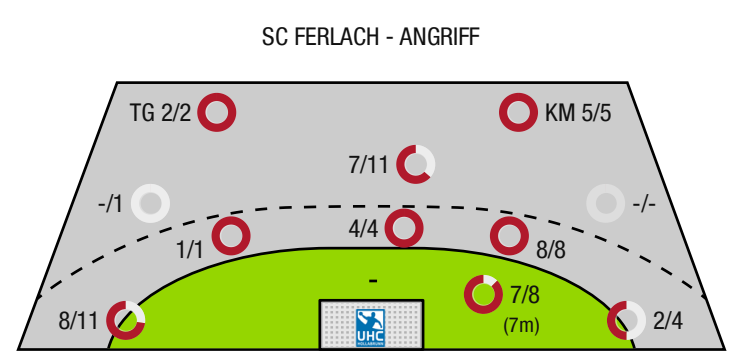 SC FERLACH - ANGRIFF
TG 2/2
KM 5/5
7/11
-/1
-/-
1/1
4/4
8/8
-
8/11
7/8
(7m)
2/4
UHC
HOLLABRUNN